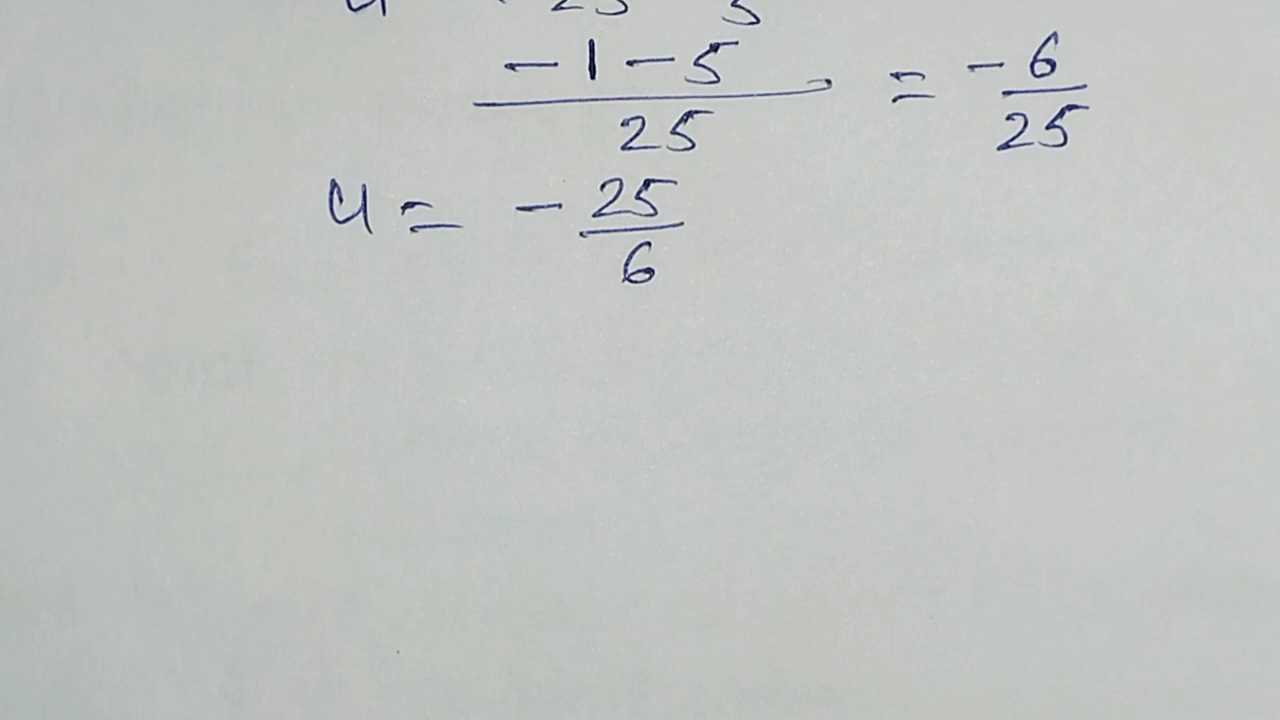 (-1-5)/25 = -6/25
u = -25/6